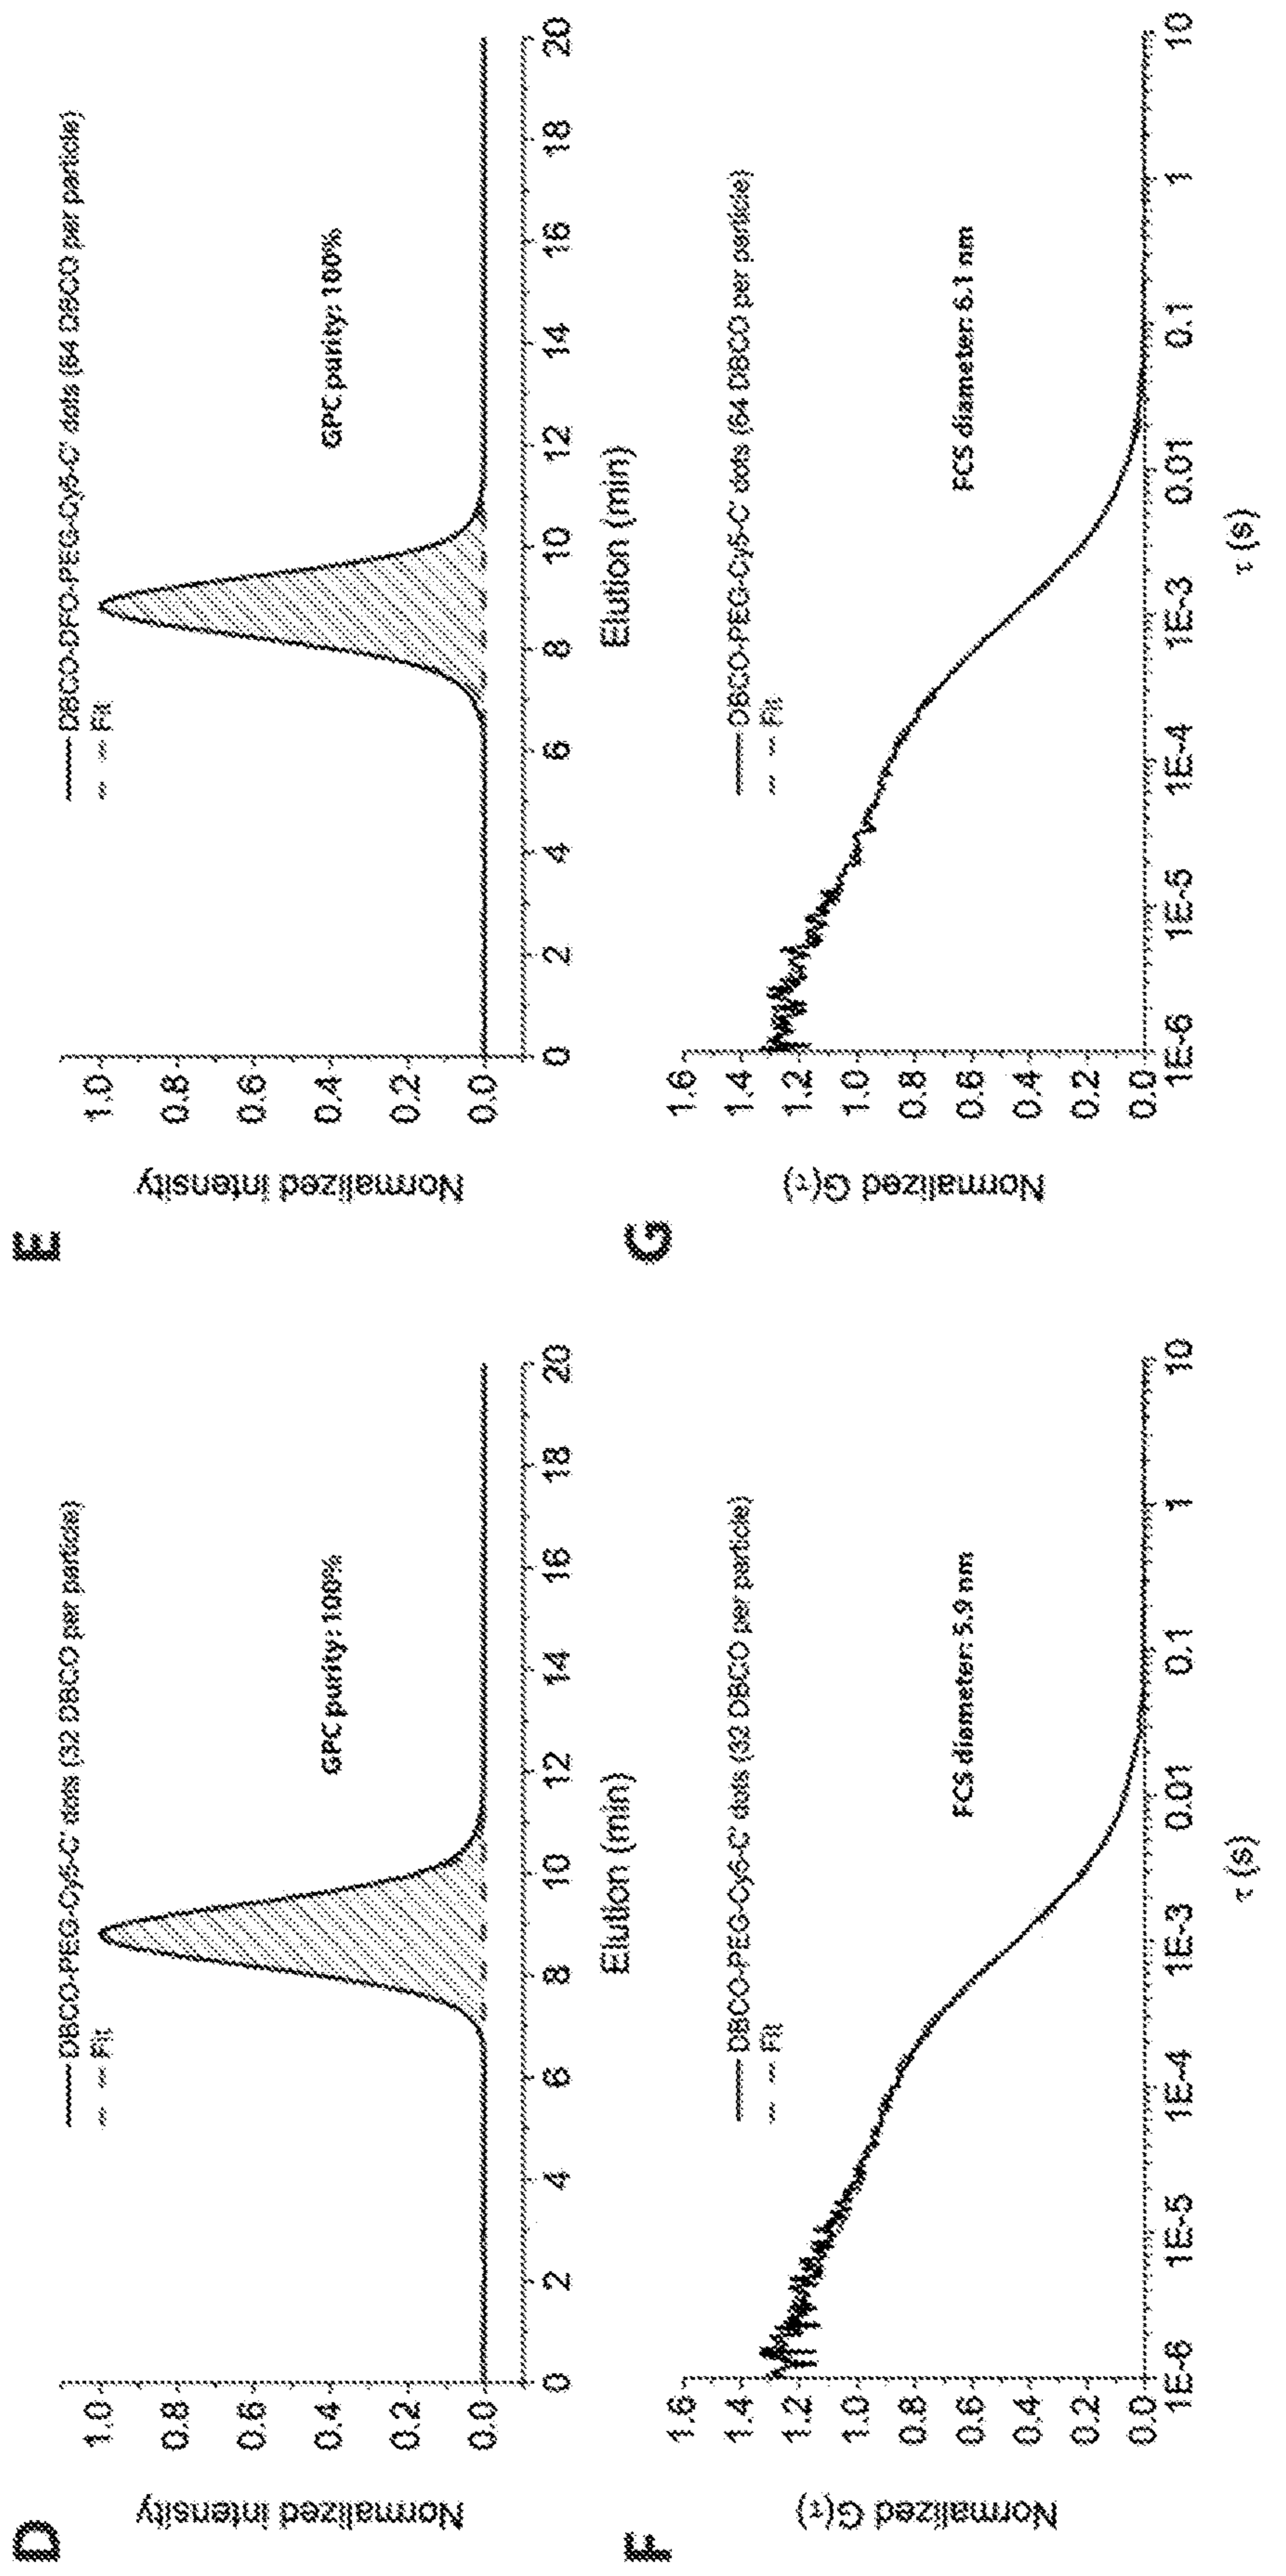 D
DBCO-PEG-Cy5-C' dots (32 DBCO per particle)
Fit
GPC purity: 100%
Normalized intensity
1.0
0.8
0.6
0.4
0.2
0.0
0 2 4 6 8 10 12 14 16 18 20
Elution (min)
E
DBCO-DFO-PEG-Cy5-C' dots (64 DBCO per particle)
Fit
GPC purity: 100%
Normalized intensity
1.0
0.8
0.6
0.4
0.2
0.0
0 2 4 6 8 10 12 14 16 18 20
Elution (min)
F
DBCO-PEG-Cy5-C' dots (32 DBCO per particle)
Fit
FCS diameter: 5.9 nm
Normalized G(τ)
1.6
1.4
1.2
1.0
0.8
0.6
0.4
0.2
0.0
1E-6 1E-5 1E-4 1E-3 0.01 0.1 1 10
τ (s)
G
DBCO-PEG-Cy5-C' dots (64 DBCO per particle)
Fit
FCS diameter: 6.1 nm
Normalized G(τ)
1.6
1.4
1.2
1.0
0.8
0.6
0.4
0.2
0.0
1E-6 1E-5 1E-4 1E-3 0.01 0.1 1 10
τ (s)